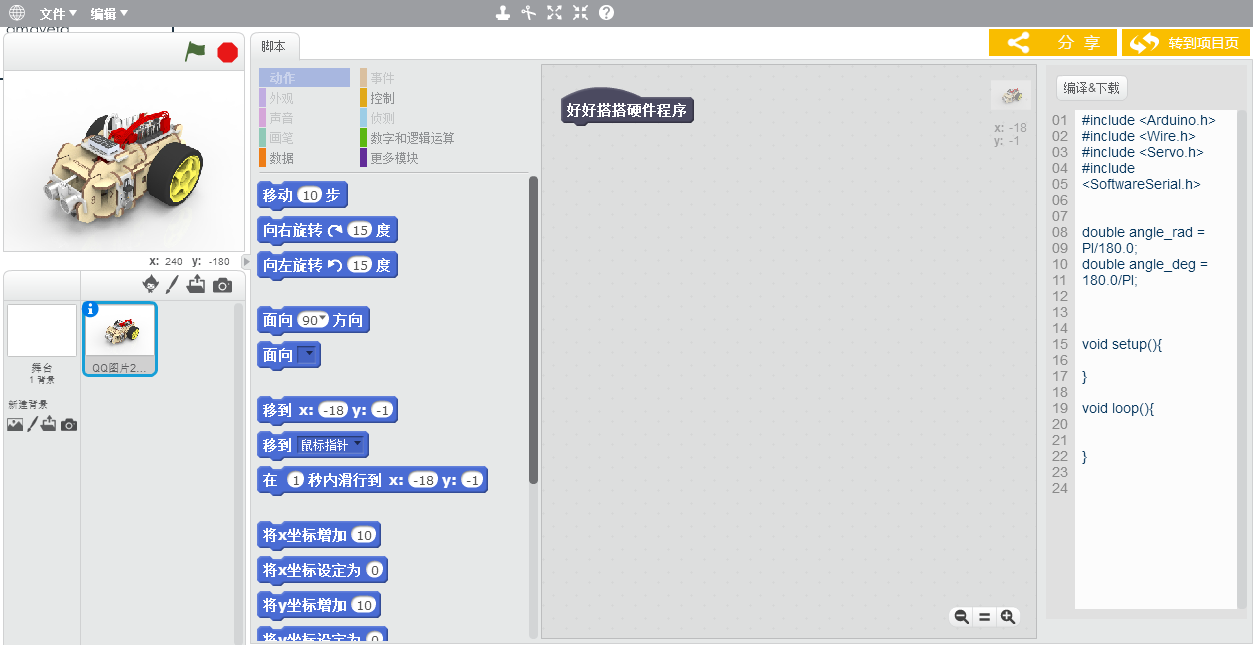 文件 编辑
脚本
分 享
转到项目页
动作 事件
外观 控制
声音 侦测
画笔 数字和逻辑运算
数据 更多模块
移动 10 步
向右旋转 15 度
向左旋转 15 度
面向 90 方向
面向
移到 x: -18 y: -1
移到 鼠标指针
在 1 秒内滑行到 x: -18 y: -1
将x坐标增加 10
将x坐标设定为 0
将y坐标增加 10
将y坐标设定为 0
x: 240 y: -180
QQ图片2...
舞台
1 背景
新建背景
好好搭搭硬件程序
x: -18
y: -1
编译&下载
01 #include <Arduino.h>
02 #include <Wire.h>
03 #include <Servo.h>
04 #include
05 <SoftwareSerial.h>
06
07
08 double angle_rad =
09 PI/180.0;
10 double angle_deg =
11 180.0/PI;
12
13
14
15 void setup(){
16
17 }
18
19 void loop(){
20
21
22 }
23
24